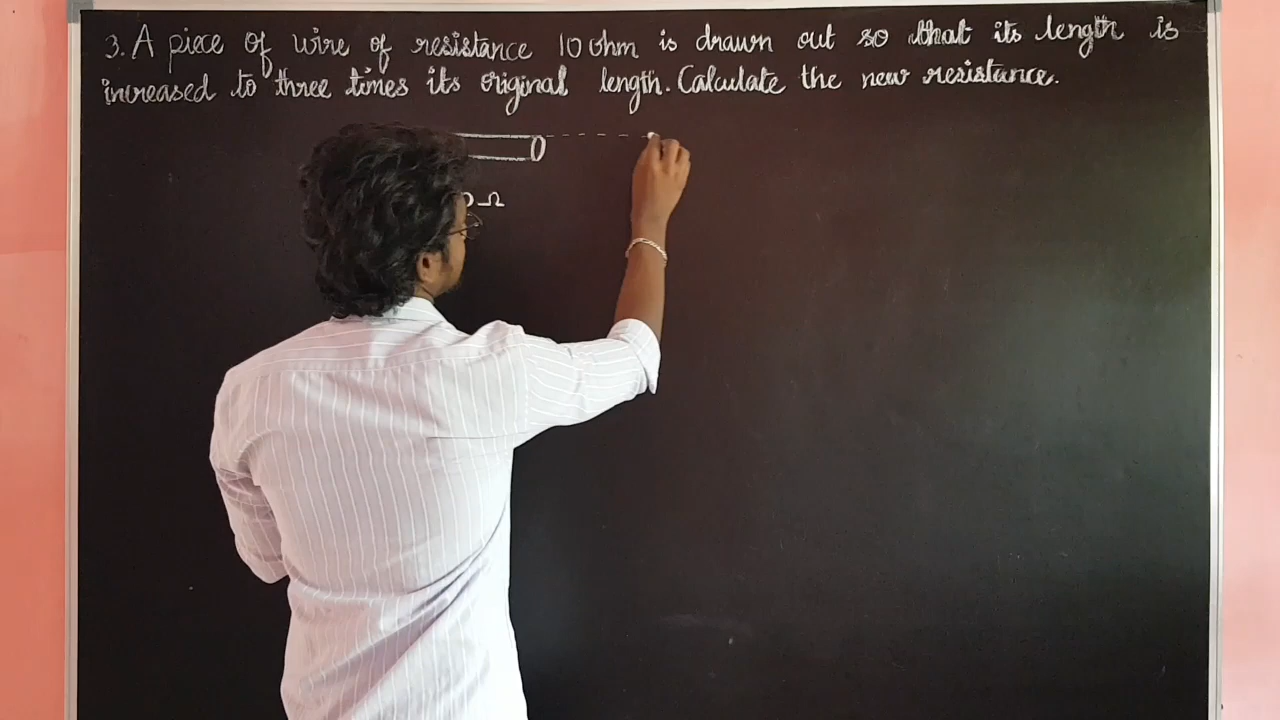 3. A piece of wire of resistance 10 ohm is drawn out so that its length is
increased to three times its original length. Calculate the new resistance.
Ω